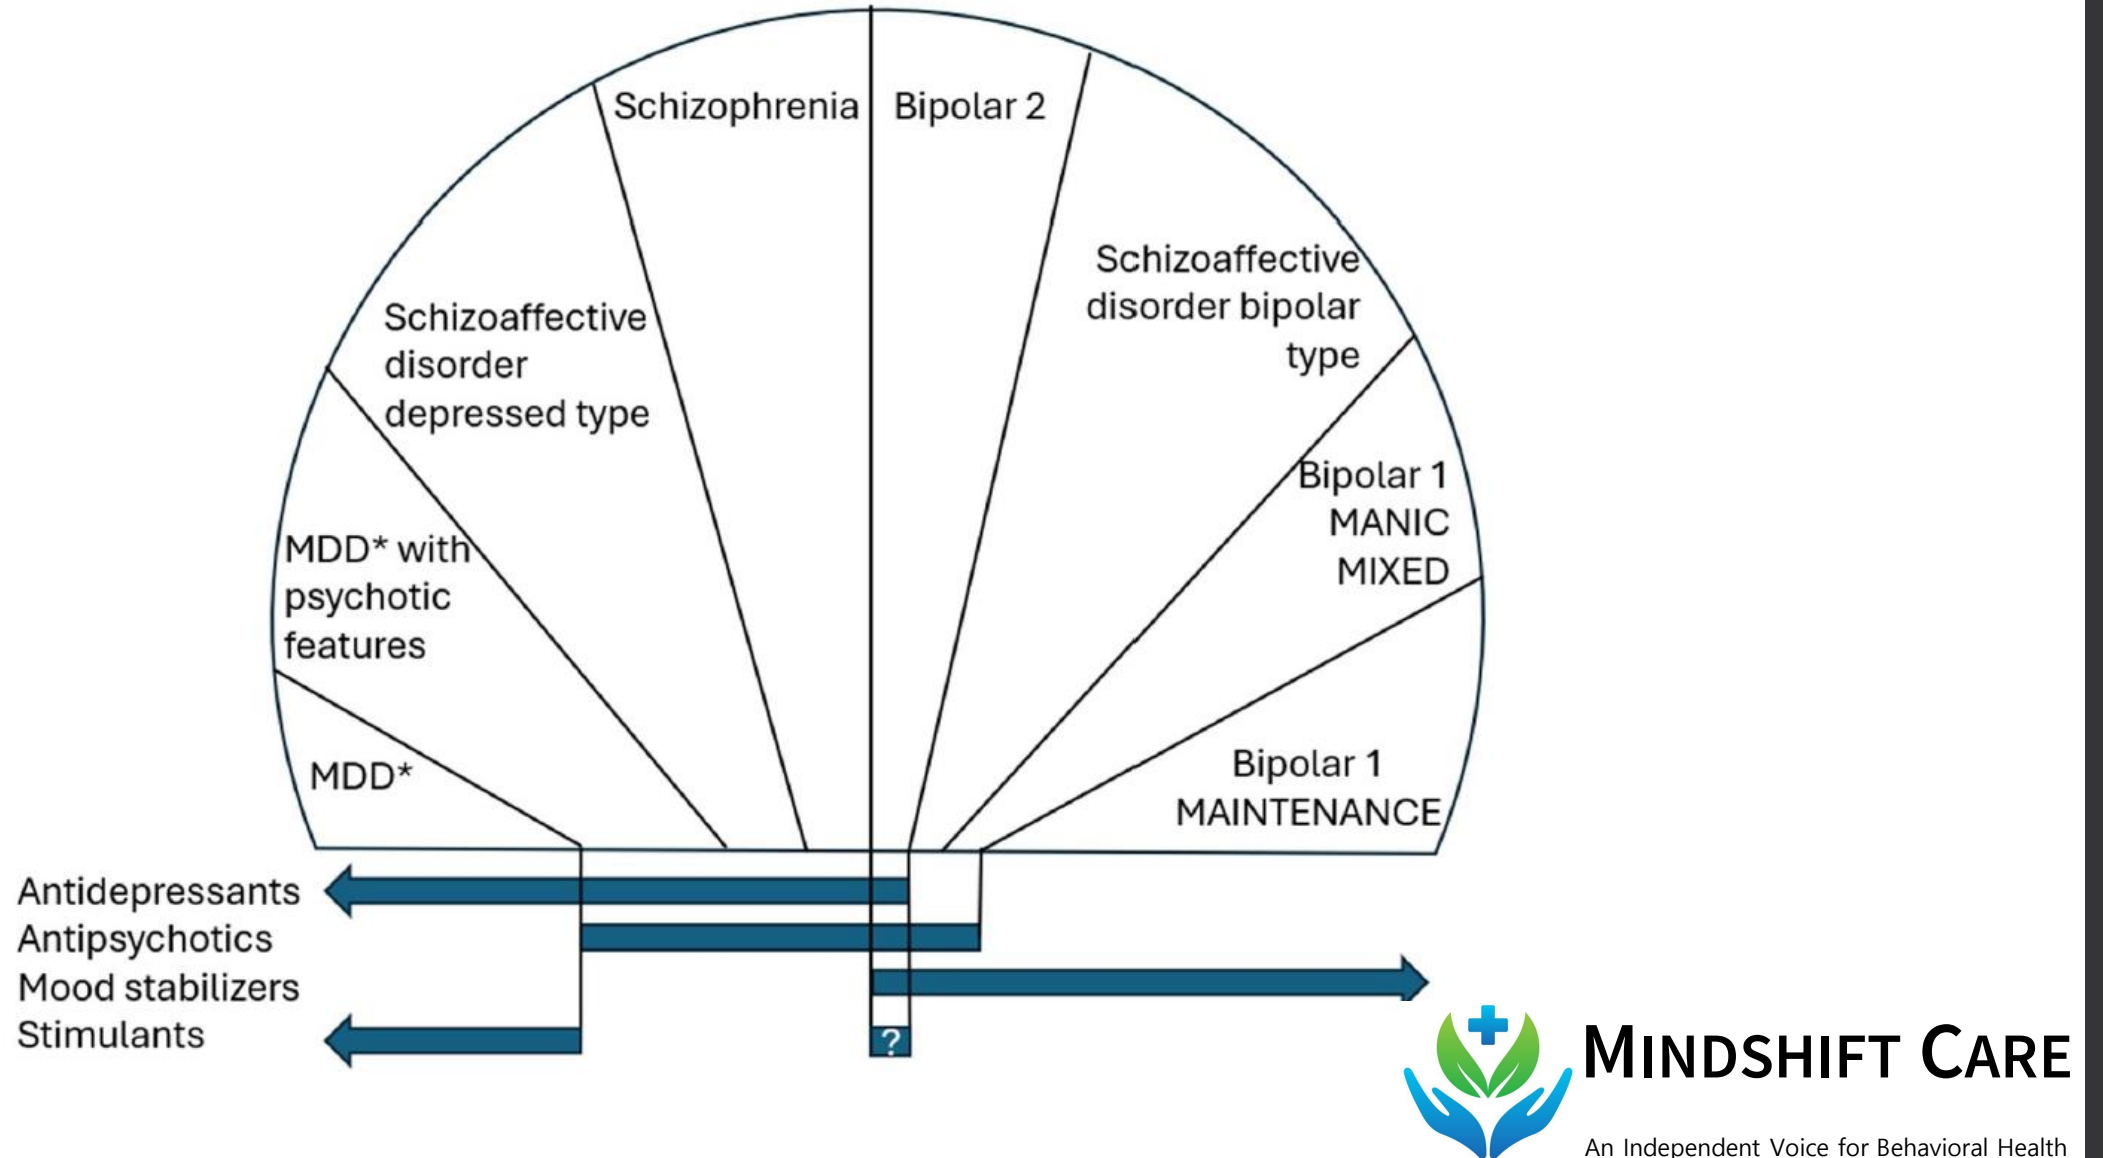 Schizophrenia
Bipolar 2
Schizoaffective
disorder bipolar
type
Schizoaffective
disorder
depressed type
Bipolar 1
MANIC
MIXED
MDD* with
psychotic
features
MDD*
Bipolar 1
MAINTENANCE
Antidepressants
Antipsychotics
Mood stabilizers
Stimulants
?
MINDSHIFT CARE
An Independent Voice for Behavioral Health